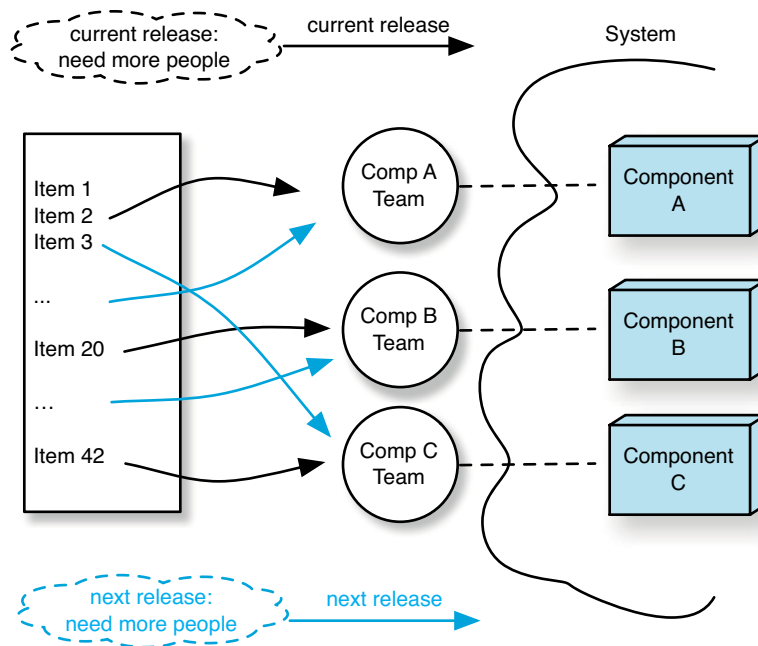 current release:
need more people
current release
System
Item 1
Item 2
Item 3
...
Item 20
...
Item 42
Comp A
Team
Comp B
Team
Comp C
Team
Component
A
Component
B
Component
C
next release:
need more people
next release